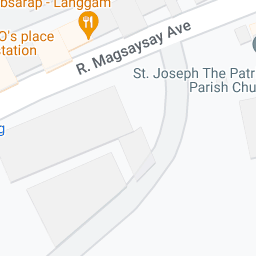 bsarap - Langgam
O's place
station
R. Magsaysay Ave
St. Joseph The Patr
Parish Chu
g